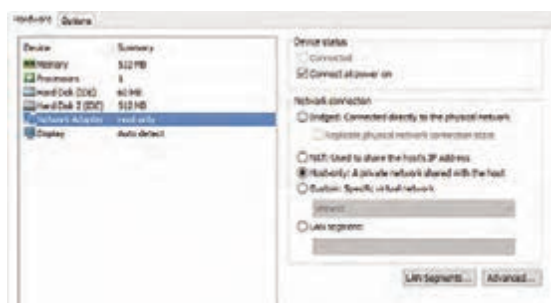 Hardware Options
Device Summary
Memory 512 MB
Processors 1
Hard Disk (IDE) 60 MB
Hard Disk 2 (IDE) 510 MB
Network Adapter
Display Auto detect
Device status
Connected
Connect at power on
Network connection
Bridged: Connected directly to the physical network
Replicate physical network connection state
NAT: Used to share the host's IP address
Host-only: A private network shared with the host
Custom: Specific virtual network
LAN segment:
LAN Segments... Advanced...